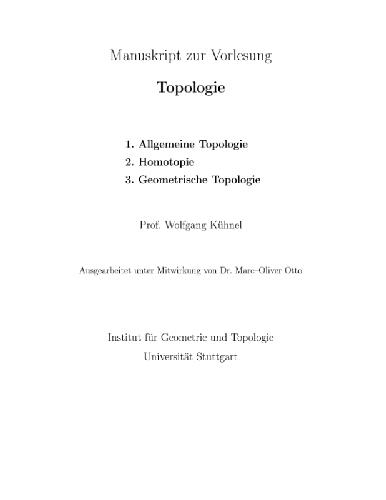 Manuskript zur Vorlesung
Topologie
1. Allgemeine Topologie
2. Homotopie
3. Geometrische Topologie
Prof. Wolfgang Kühnel
Ausgearbeitet unter Mitwirkung von Dr. Marc–Oliver Otto
Institut für Geometrie und Topologie
Universität Stuttgart